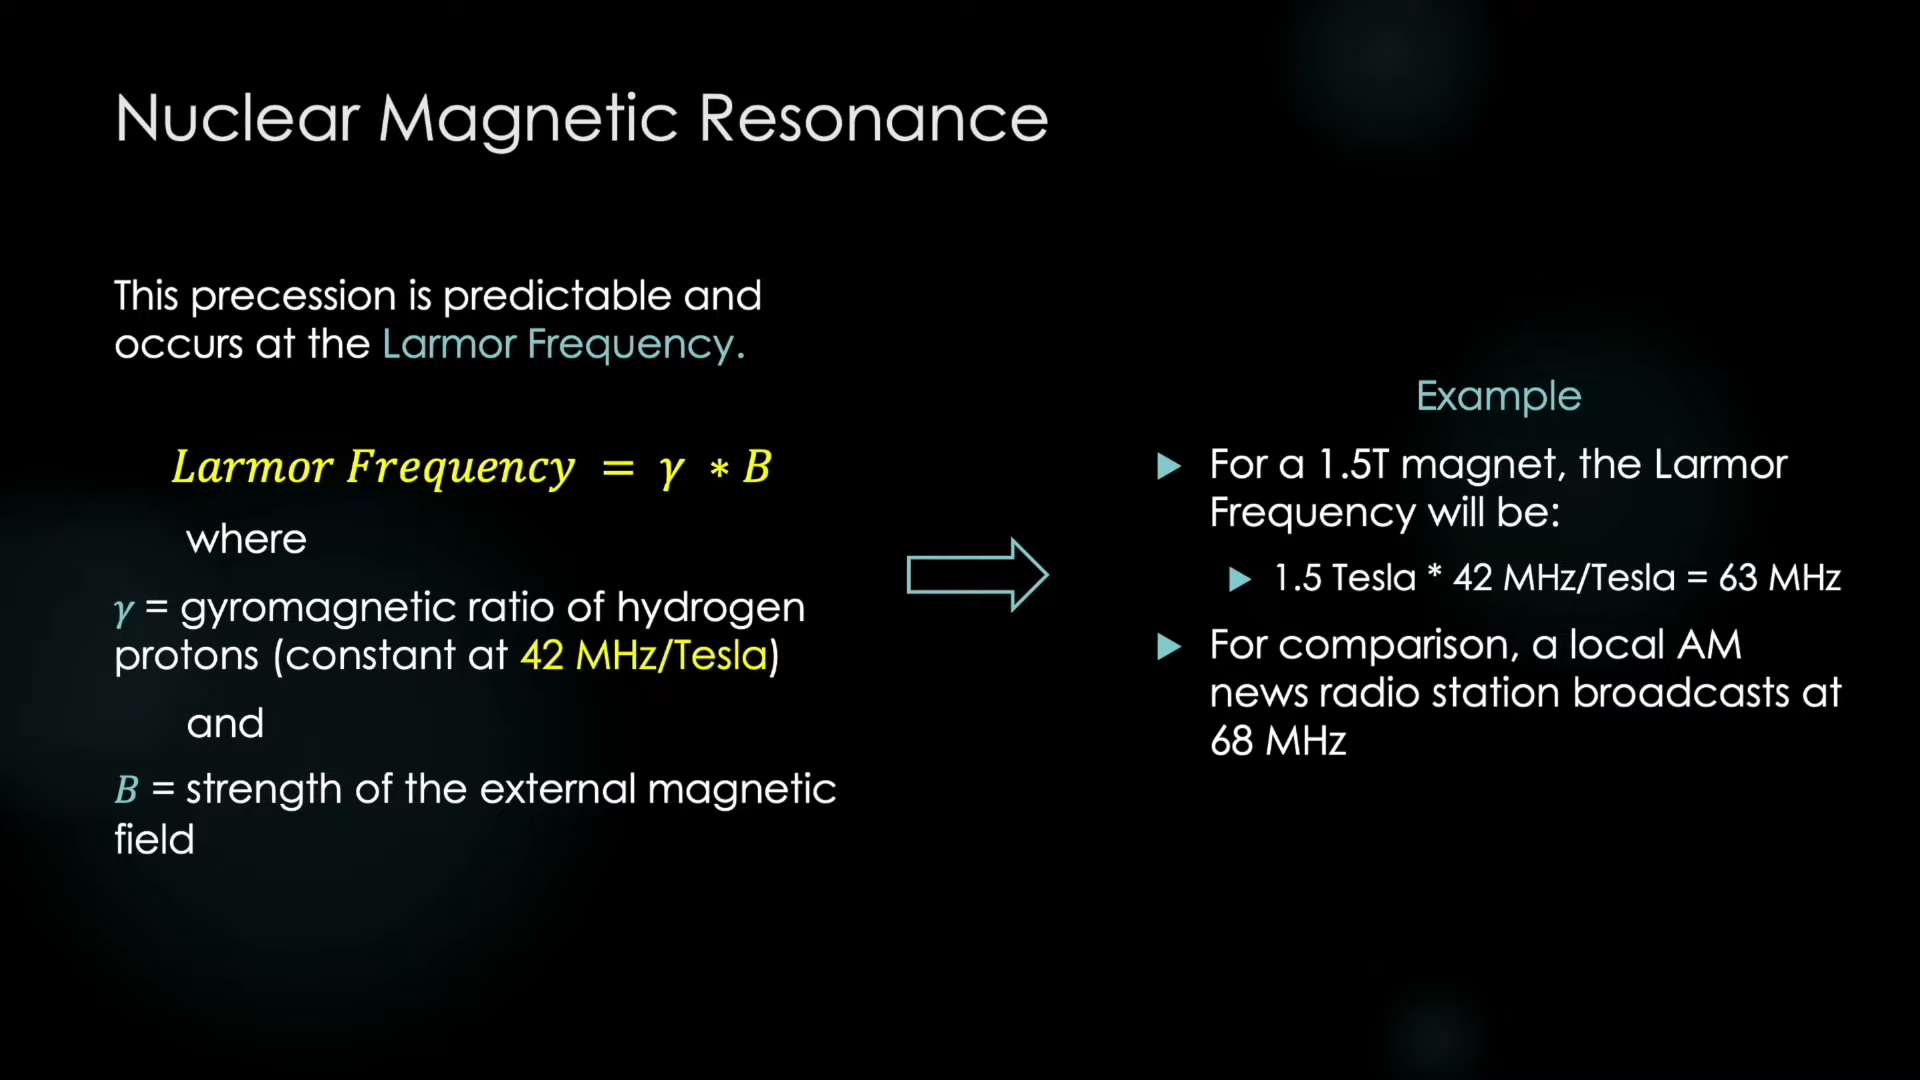 Nuclear Magnetic Resonance
This precession is predictable and
occurs at the Larmor Frequency.
Larmor Frequency = γ * B
where
γ = gyromagnetic ratio of hydrogen
protons (constant at 42 MHz/Tesla)
and
B = strength of the external magnetic
field
Example
For a 1.5T magnet, the Larmor
Frequency will be:
1.5 Tesla * 42 MHz/Tesla = 63 MHz
For comparison, a local AM
news radio station broadcasts at
68 MHz